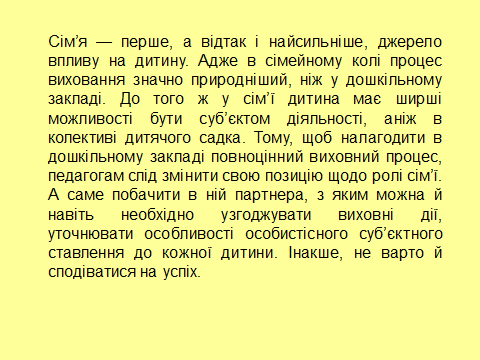 Сім’я — перше, а відтак і найсильніше, джерело
впливу на дитину. Адже в сімейному колі процес
виховання значно природніший, ніж у дошкільному
закладі. До того ж у сім’ї дитина має ширші
можливості бути суб’єктом діяльності, аніж в
колективі дитячого садка. Тому, щоб налагодити в
дошкільному закладі повноцінний виховний процес,
педагогам слід змінити свою позицію щодо ролі сім’ї.
А саме побачити в ній партнера, з яким можна й
навіть необхідно узгоджувати виховні дії,
уточнювати особливості особистісного суб’єктного
ставлення до кожної дитини. Інакше, не варто й
сподіватися на успіх.